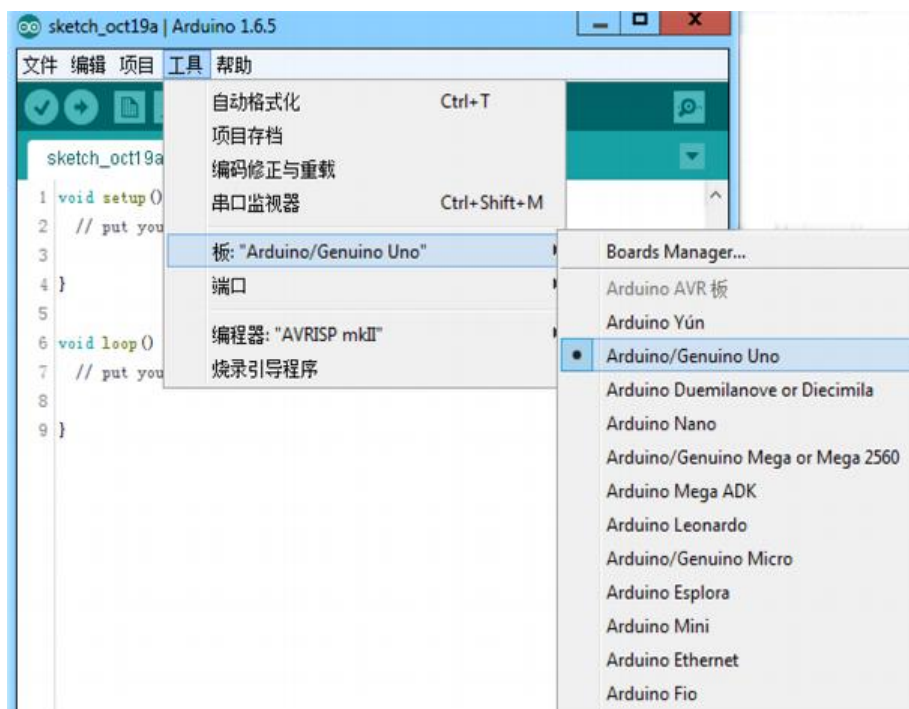 sketch_oct19a | Arduino 1.6.5
文件 编辑 项目 工具 帮助
自动格式化 Ctrl+T
项目存档
编码修正与重载
串口监视器 Ctrl+Shift+M
板: "Arduino/Genuino Uno"
端口
编程器: "AVRISP mkII"
烧录引导程序
sketch_oct19a
1 void setup()
2 // put you
3
4 }
5
6 void loop()
7 // put you
8
9 }
Boards Manager...
Arduino AVR 板
Arduino Yún
Arduino/Genuino Uno
Arduino Duemilanove or Diecimila
Arduino Nano
Arduino/Genuino Mega or Mega 2560
Arduino Mega ADK
Arduino Leonardo
Arduino/Genuino Micro
Arduino Esplora
Arduino Mini
Arduino Ethernet
Arduino Fio